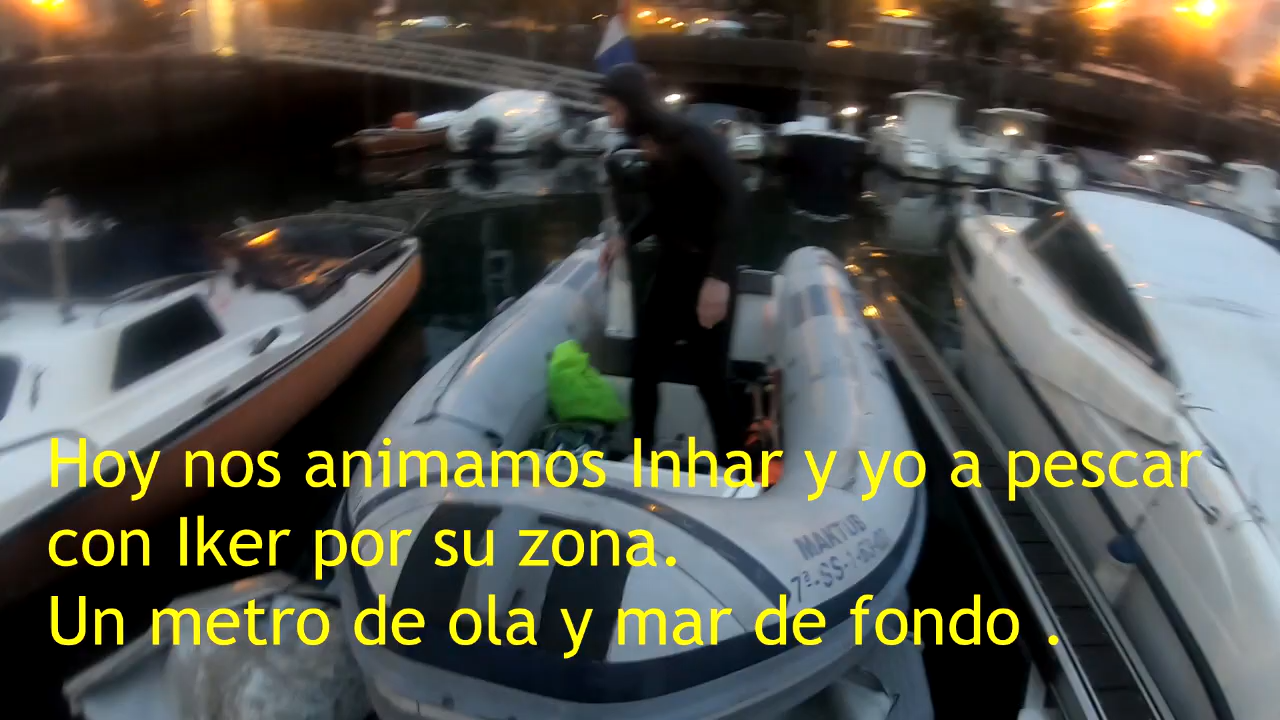 Hoy nos animamos Inhar y yo a pescar
con Iker por su zona.
Un metro de ola y mar de fondo .
MAKTUB